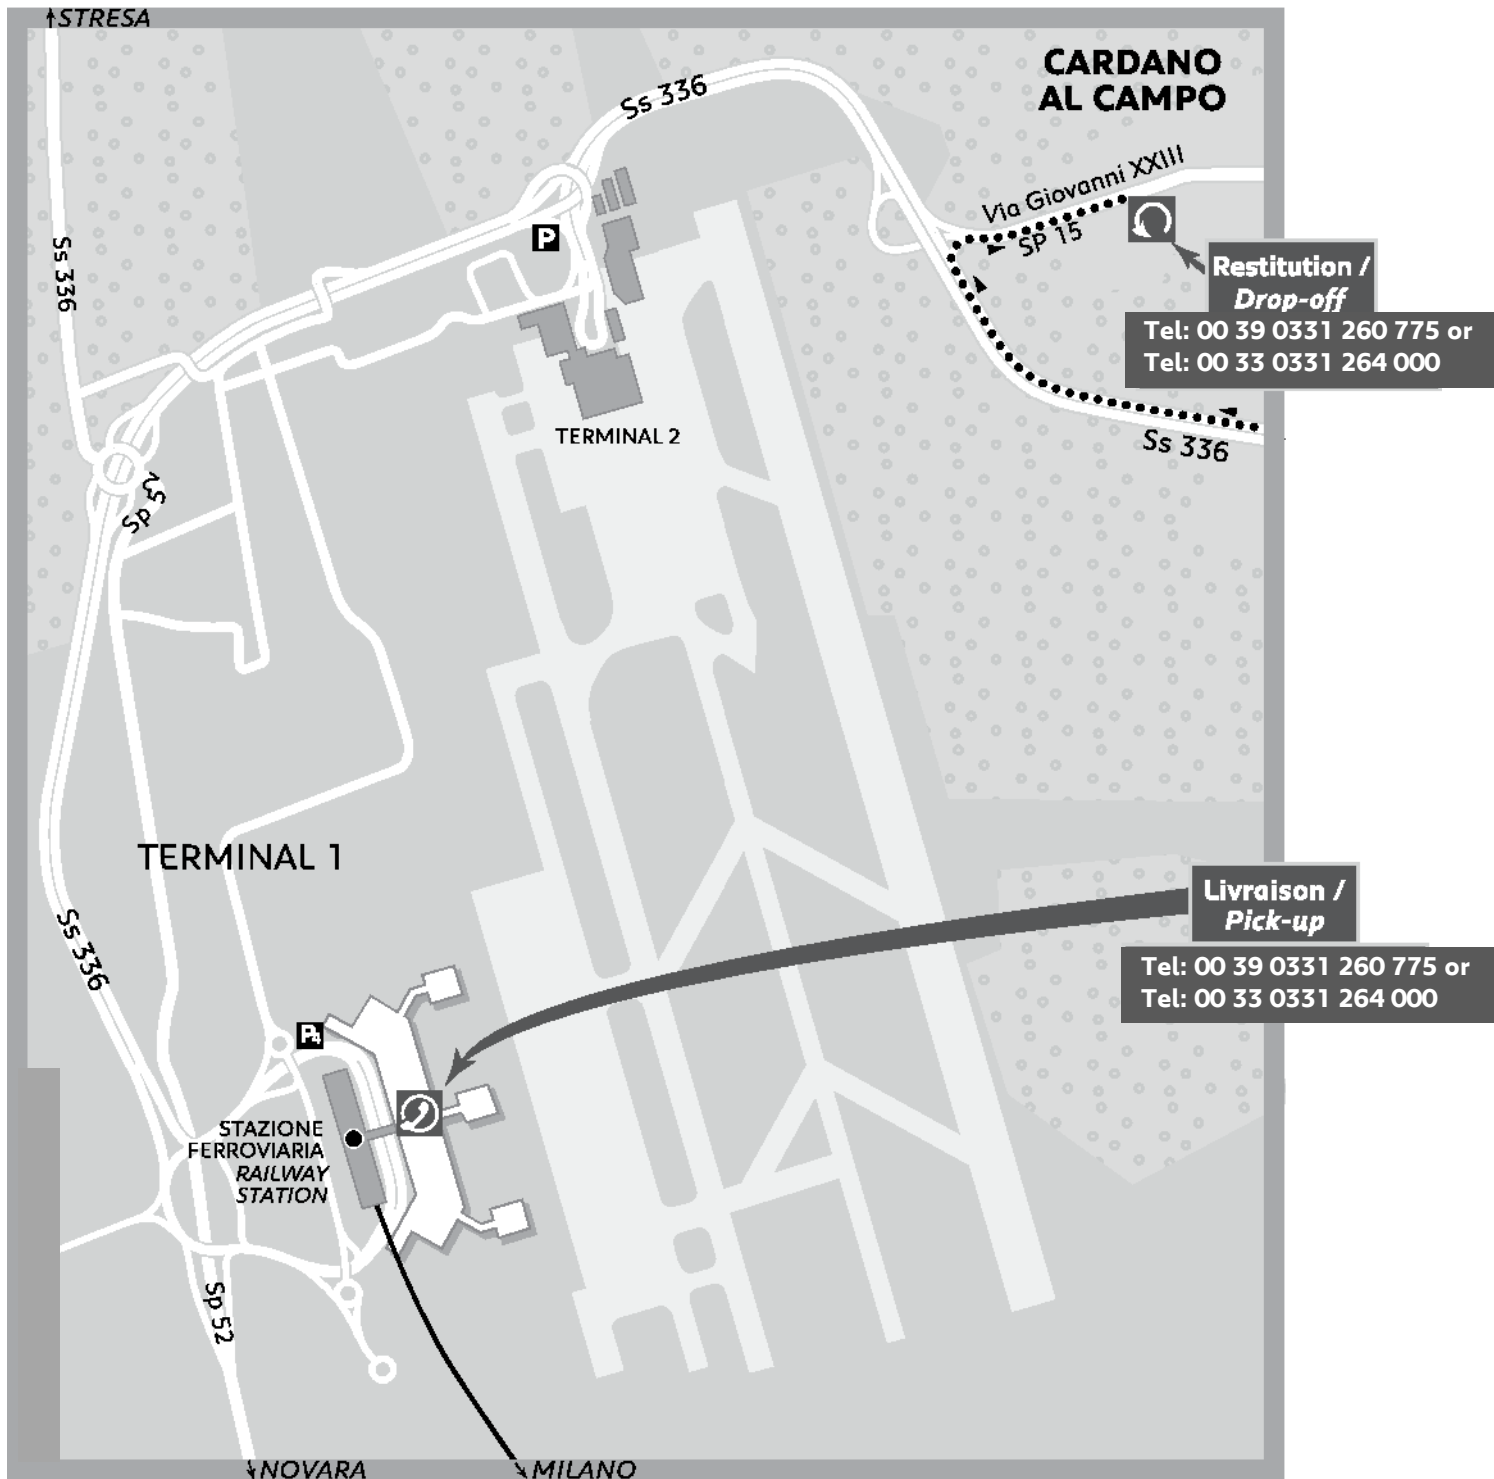 STRESA
CARDANO
AL CAMPO
Ss 336
Via Giovanni XXIII
SP 15
P
Restitution /
Drop-off
Tel: 00 39 0331 260 775 or
Tel: 00 33 0331 264 000
Ss 336
Ss 336
TERMINAL 2
Sp 52
TERMINAL 1
Livraison /
Pick-up
Tel: 00 39 0331 260 775 or
Tel: 00 33 0331 264 000
Ss 336
P4
STAZIONE
FERROVIARIA
RAILWAY
STATION
Sp 52
NOVARA
MILANO